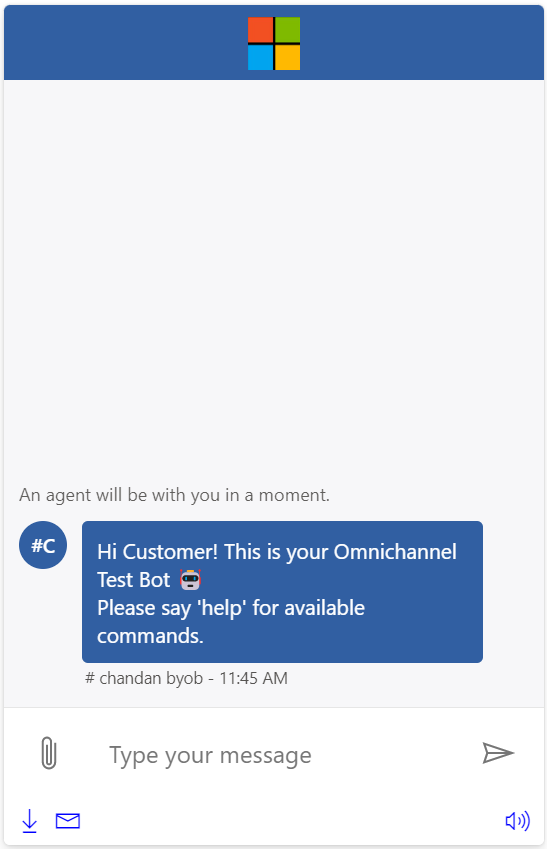 An agent will be with you in a moment.
#C
Hi Customer! This is your Omnichannel
Test Bot 🤖
Please say 'help' for available
commands.
# chandan byob - 11:45 AM
Type your message